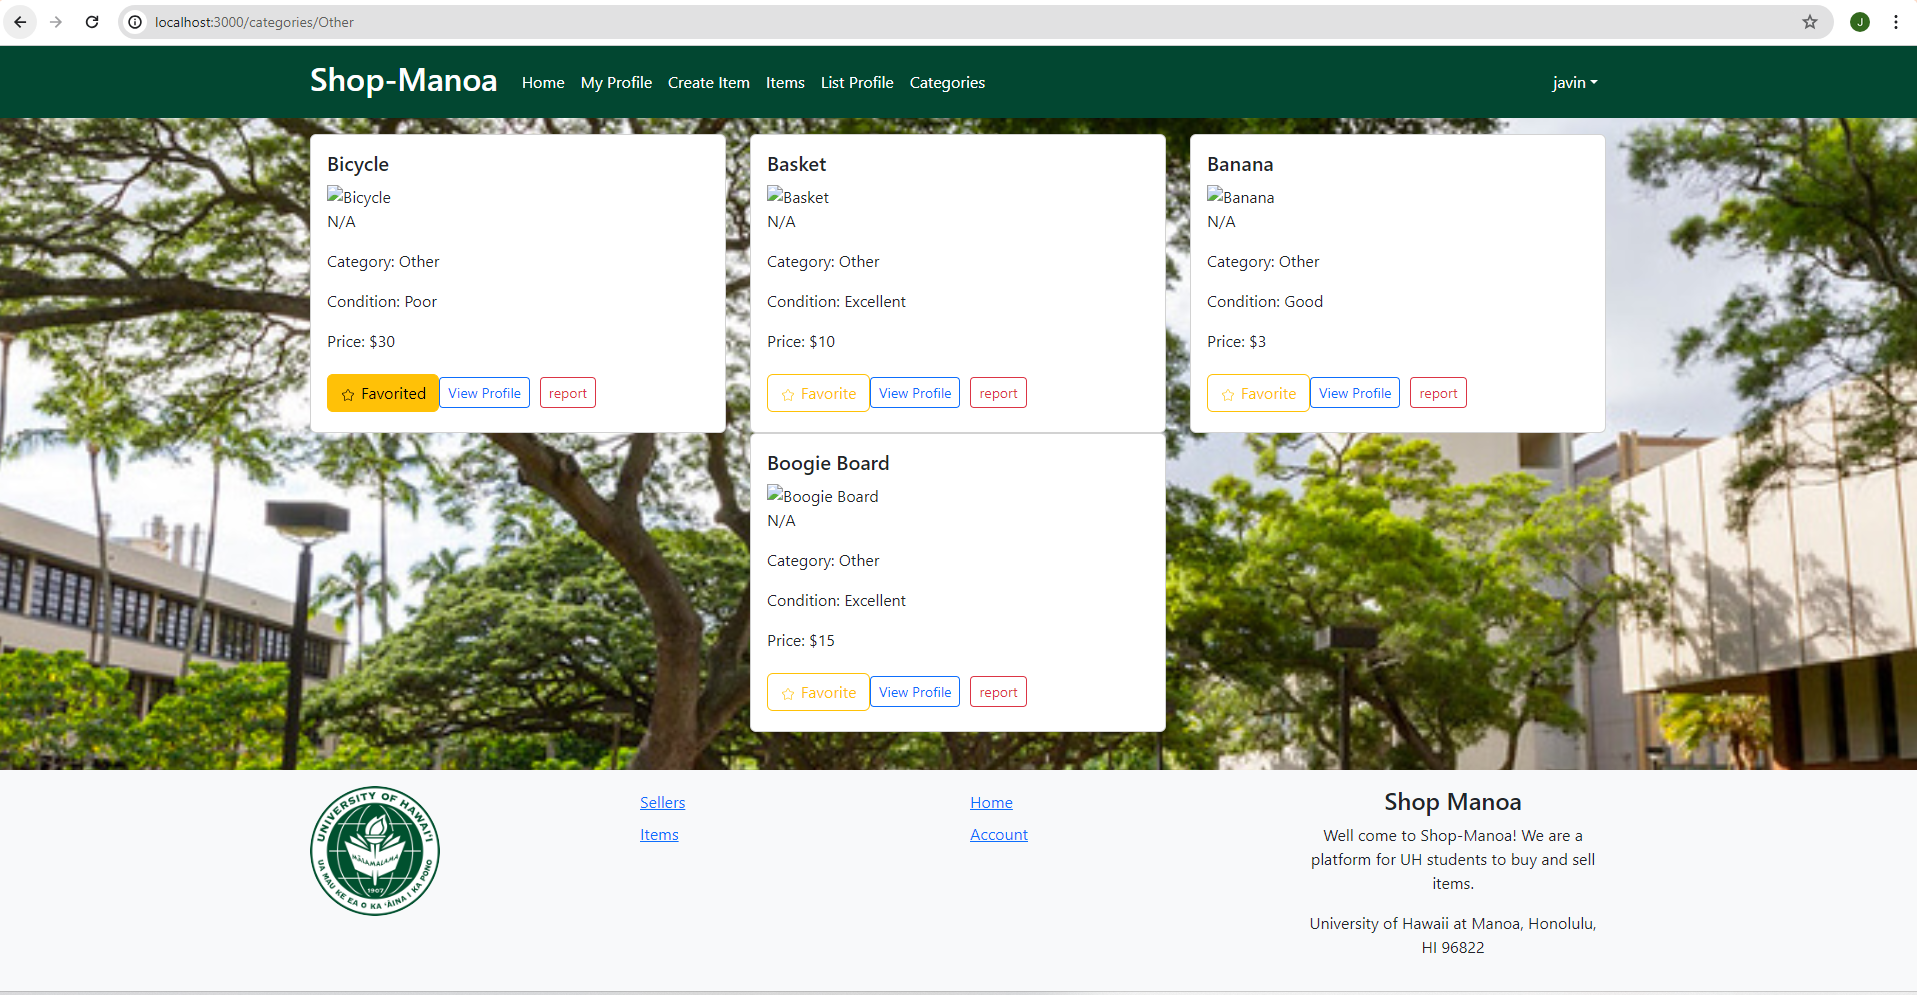 localhost:3000/categories/Other
J
Shop-Manoa Home My Profile Create Item Items List Profile Categories javin
Bicycle
Bicycle
N/A
Category: Other
Condition: Poor
Price: $30
Favorited View Profile report
Basket
Basket
N/A
Category: Other
Condition: Excellent
Price: $10
Favorite View Profile report
Banana
Banana
N/A
Category: Other
Condition: Good
Price: $3
Favorite View Profile report
Boogie Board
Boogie Board
N/A
Category: Other
Condition: Excellent
Price: $15
Favorite View Profile report
UNIVERSITY OF HAWAI'I
MĀLAMALAMA
1907
UA MAU KE EA O KA 'ĀINA I KA PONO
Sellers
Items
Home
Account
Shop Manoa
Well come to Shop-Manoa! We are a
platform for UH students to buy and sell
items.
University of Hawaii at Manoa, Honolulu,
HI 96822